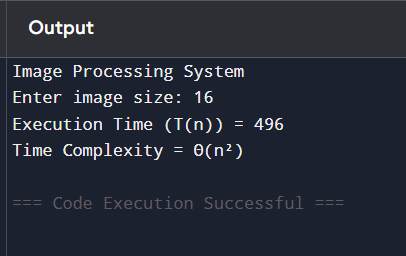 Output
Image Processing System
Enter image size: 16
Execution Time (T(n)) = 496
Time Complexity = Θ(n²)
=== Code Execution Successful ===